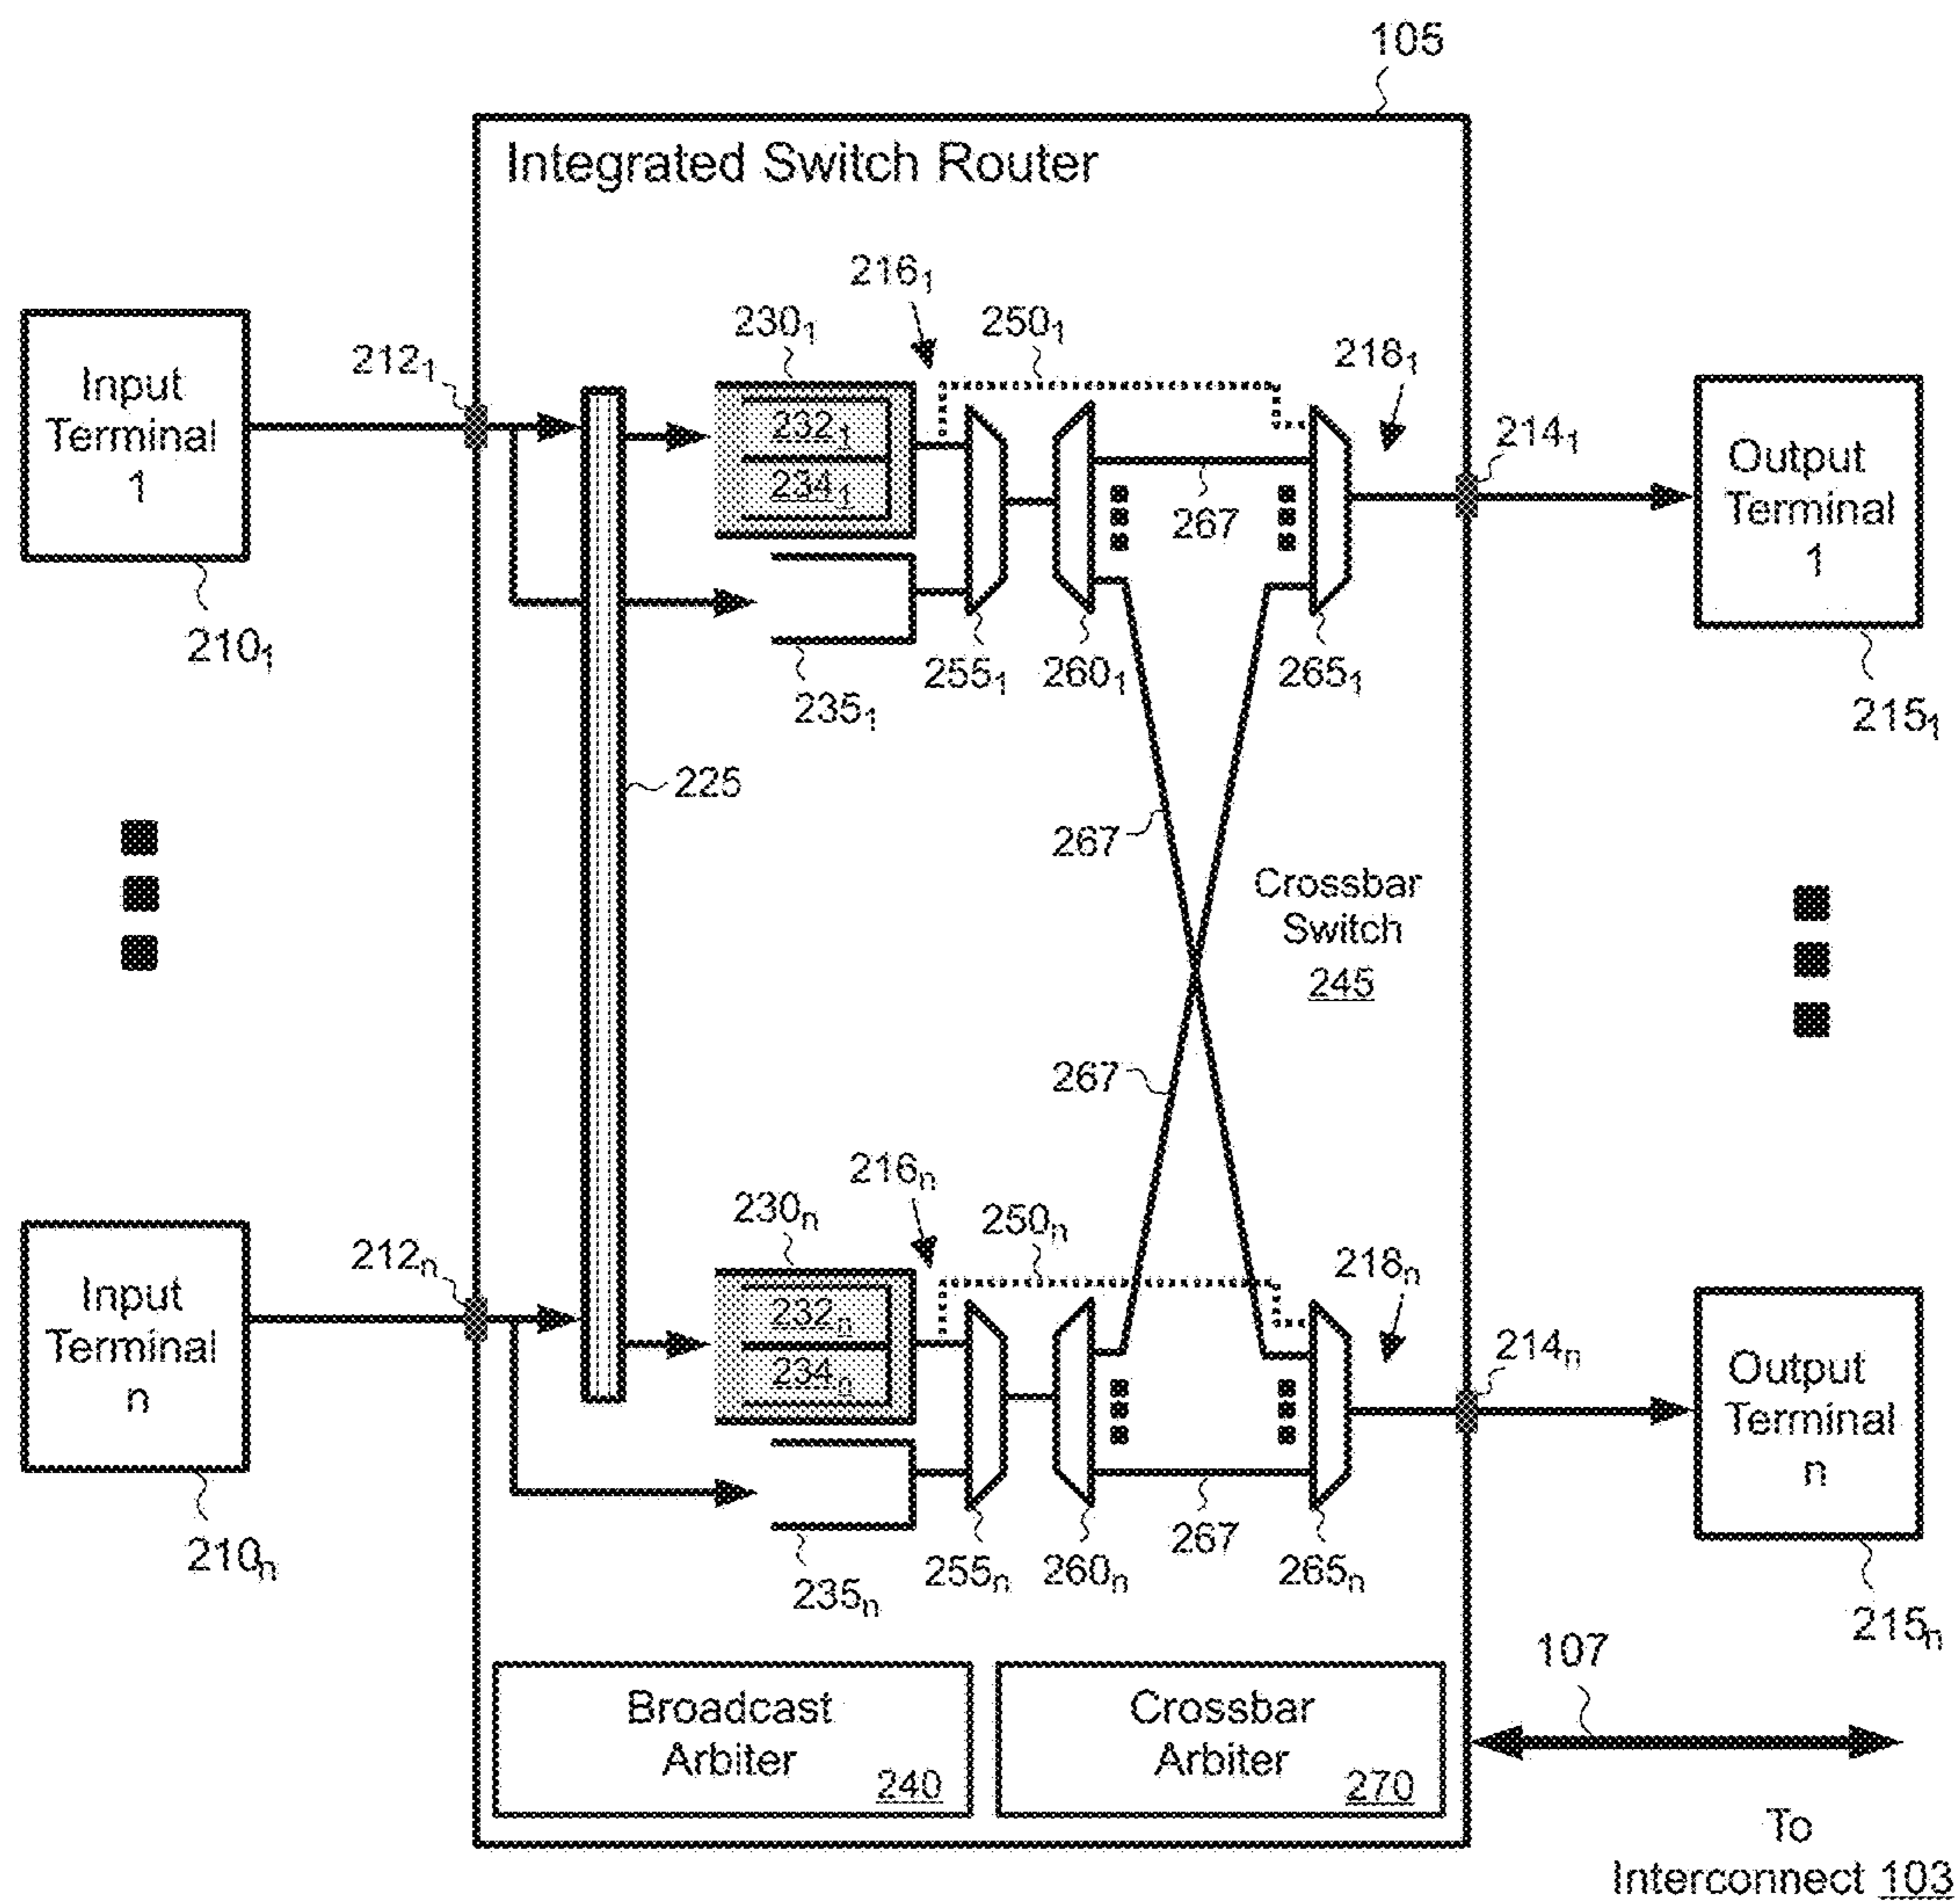 105
Integrated Switch Router
216₁
230₁
250₁
218₁
212₁
Input
Terminal
1
232₁
234₁
214₁
Output
Terminal
1
267
210₁
255₁
260₁
265₁
235₁
215₁
225
267
Crossbar
Switch
245
267
216ₙ
230ₙ
250ₙ
218ₙ
212ₙ
Input
Terminal
n
232ₙ
234ₙ
214ₙ
Output
Terminal
n
267
210ₙ
255ₙ
260ₙ
265ₙ
235ₙ
215ₙ
107
Broadcast
Arbiter
240
Crossbar
Arbiter
270
To
Interconnect 103